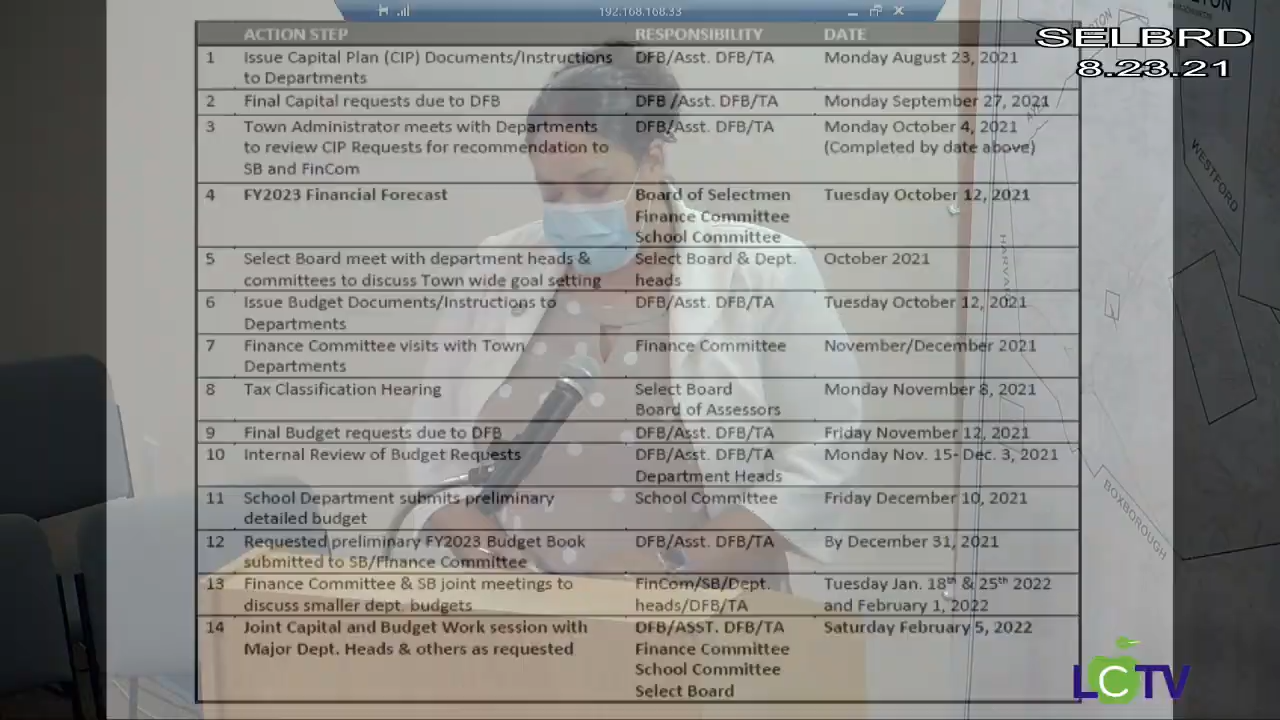 192.168.168.33
SELBRD
8.23.21
ACTION STEP RESPONSIBILITY DATE
1 Issue Capital Plan (CIP) Documents/Instructions DFB/Asst. DFB/TA Monday August 23, 2021
to Departments
2 Final Capital requests due to DFB DFB /Asst. DFB/TA Monday September 27, 2021
3 Town Administrator meets with Departments DFB/Asst. DFB/TA Monday October 4, 2021
to review CIP Requests for recommendation to (Completed by date above)
SB and FinCom
4 FY2023 Financial Forecast Board of Selectmen Tuesday October 12, 2021
Finance Committee
School Committee
5 Select Board meet with department heads & Select Board & Dept. October 2021
committees to discuss Town wide goal setting heads
6 Issue Budget Documents/Instructions to DFB/Asst. DFB/TA Tuesday October 12, 2021
Departments
7 Finance Committee visits with Town Finance Committee November/December 2021
Departments
8 Tax Classification Hearing Select Board Monday November 8, 2021
Board of Assessors
9 Final Budget requests due to DFB DFB/Asst. DFB/TA Friday November 12, 2021
10 Internal Review of Budget Requests DFB/Asst. DFB/TA Monday Nov. 15- Dec. 3, 2021
Department Heads
11 School Department submits preliminary School Committee Friday December 10, 2021
detailed budget
12 Requested preliminary FY2023 Budget Book DFB/Asst. DFB/TA By December 31, 2021
submitted to SB/Finance Committee
13 Finance Committee & SB joint meetings to FinCom/SB/Dept. Tuesday Jan. 18th & 25th 2022
discuss smaller dept. budgets heads/DFB/TA and February 1, 2022
14 Joint Capital and Budget Work session with DFB/ASST. DFB/TA Saturday February 5, 2022
Major Dept. Heads & others as requested Finance Committee
School Committee
Select Board
WESTFORD
BOXBOROUGH
LCTV